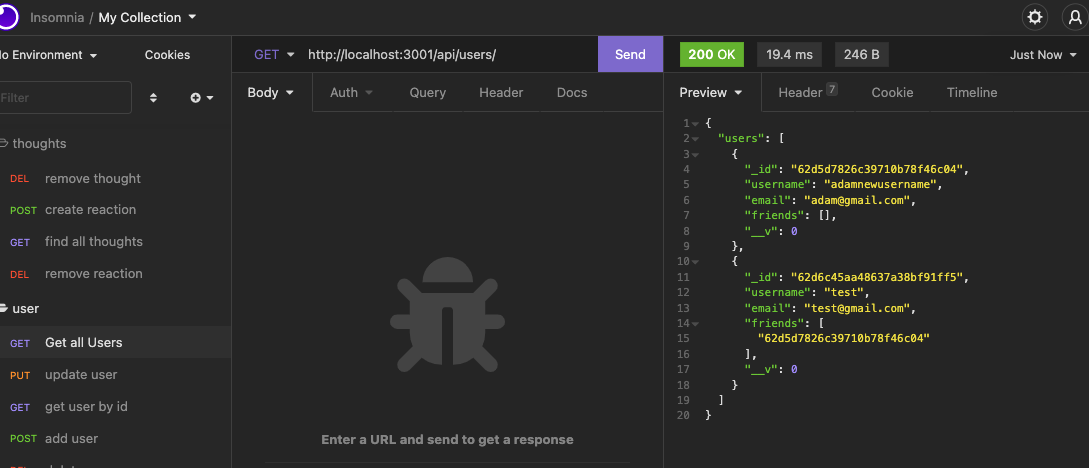 Insomnia / My Collection
No Environment
Cookies
Filter
thoughts
DEL remove thought
POST create reaction
GET find all thoughts
DEL remove reaction
user
GET Get all Users
PUT update user
GET get user by id
POST add user
GET http://localhost:3001/api/users/ Send
Body Auth Query Header Docs
Enter a URL and send to get a response
200 OK 19.4 ms 246 B Just Now
Preview Header 7 Cookie Timeline
1 {
2 "users": [
3 {
4 "_id": "62d5d7826c39710b78f46c04",
5 "username": "adamnewusername",
6 "email": "adam@gmail.com",
7 "friends": [],
8 "__v": 0
9 },
10 {
11 "_id": "62d6c45aa48637a38bf91ff5",
12 "username": "test",
13 "email": "test@gmail.com",
14 "friends": [
15 "62d5d7826c39710b78f46c04"
16 ],
17 "__v": 0
18 }
19 ]
20 }